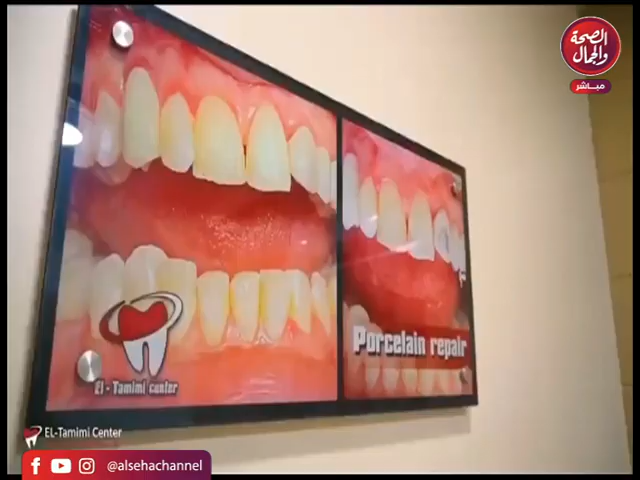 الصحة
والجمال
مباشر
Porcelain repair
El - Tamimi center
EL-Tamimi Center
@alsehachannel